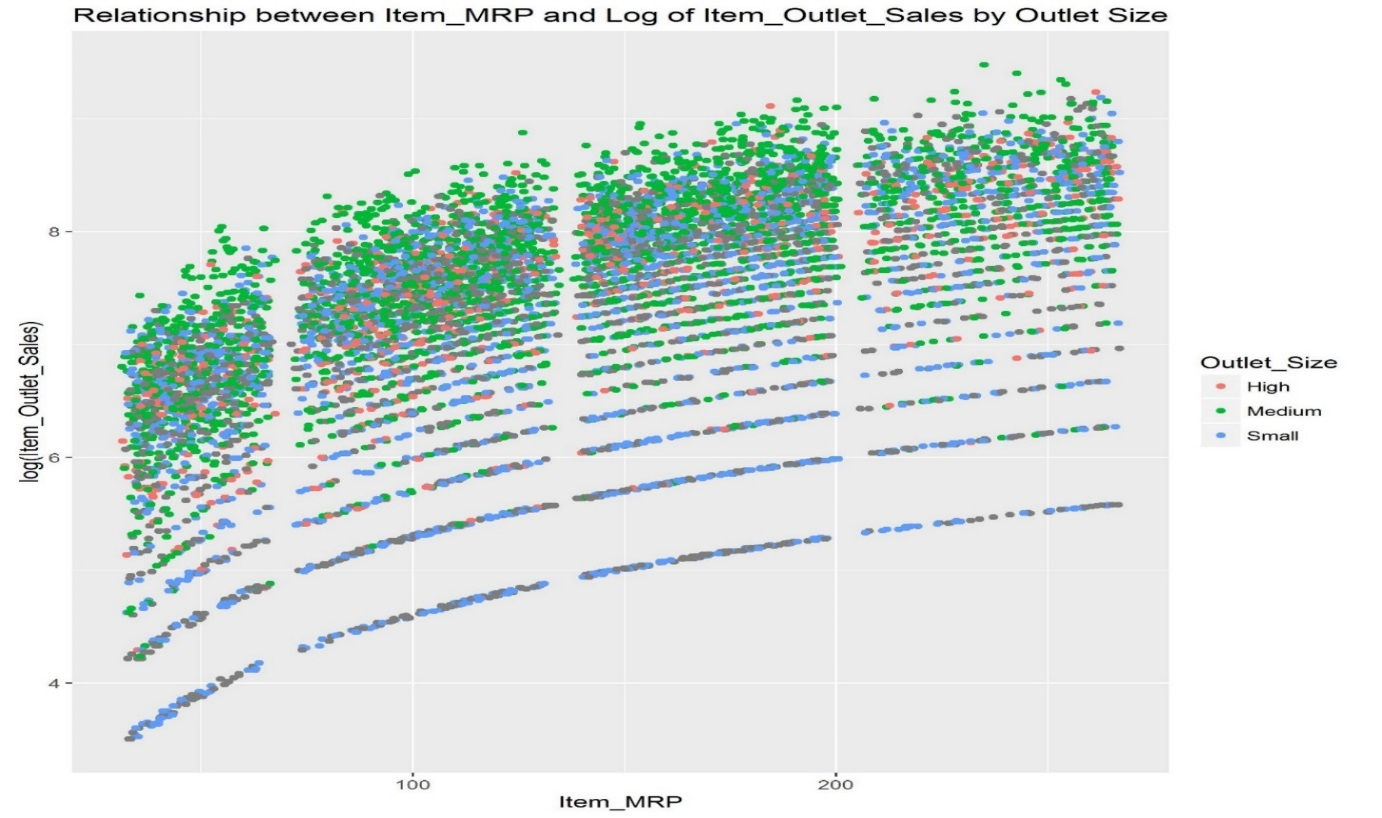 Relationship between Item_MRP and Log of Item_Outlet_Sales by Outlet Size
log(Item_Outlet_Sales)
8
6
4
100
200
Item_MRP
Outlet_Size
High
Medium
Small